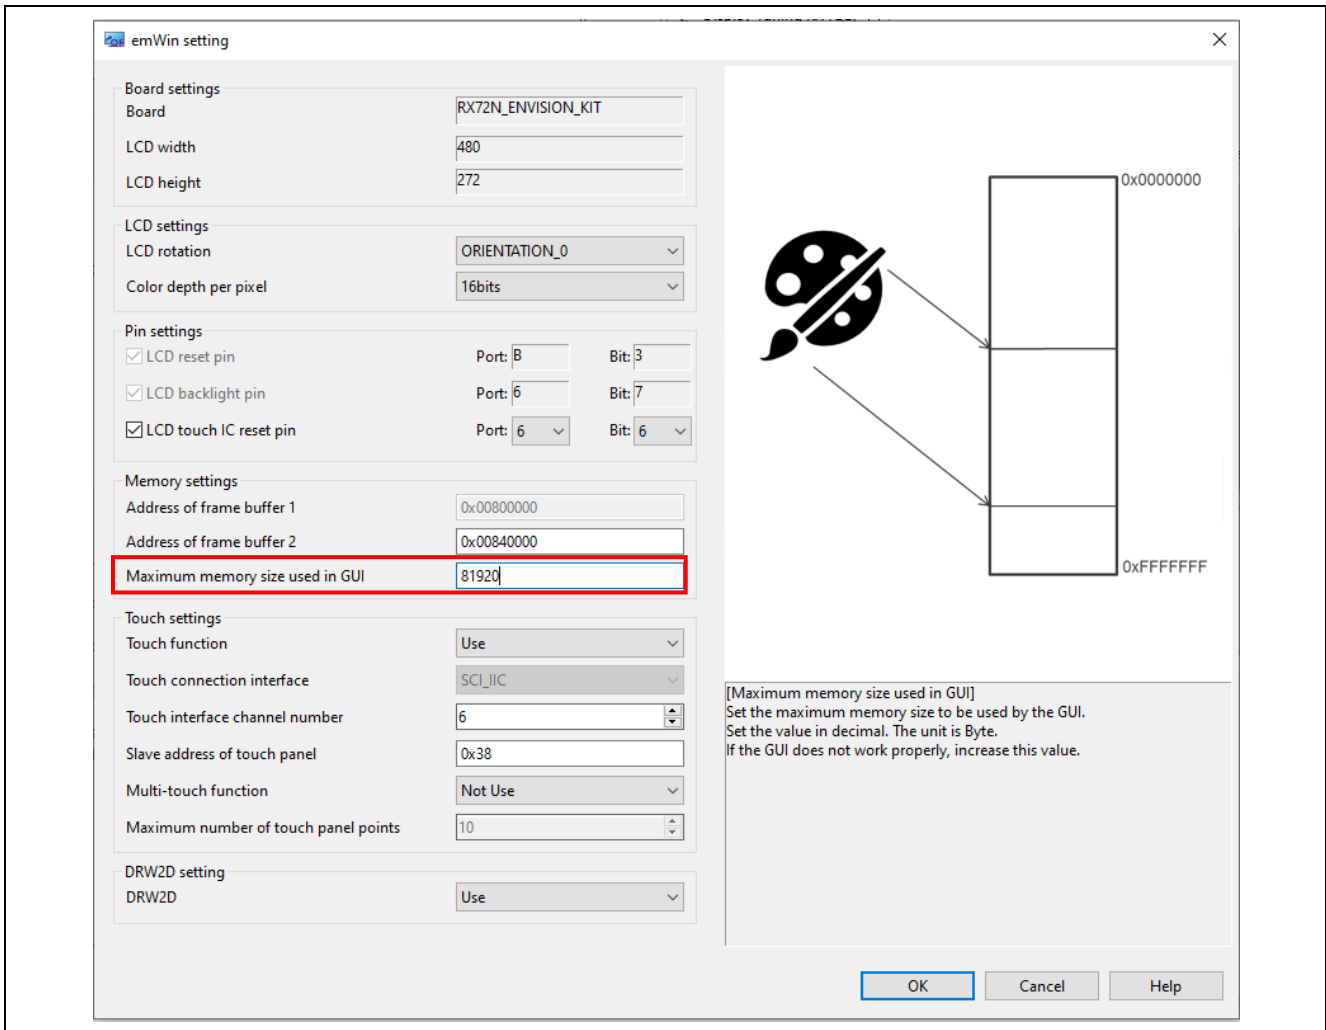 emWin setting
Board settings
Board RX72N_ENVISION_KIT
LCD width 480
LCD height 272
LCD settings
LCD rotation ORIENTATION_0
Color depth per pixel 16bits
Pin settings
LCD reset pin Port: B Bit: 3
LCD backlight pin Port: 6 Bit: 7
LCD touch IC reset pin Port: 6 Bit: 6
Memory settings
Address of frame buffer 1 0x00800000
Address of frame buffer 2 0x00840000
Maximum memory size used in GUI 81920
Touch settings
Touch function Use
Touch connection interface SCI_IIC
Touch interface channel number 6
Slave address of touch panel 0x38
Multi-touch function Not Use
Maximum number of touch panel points 10
DRW2D setting
DRW2D Use
0x0000000
0xFFFFFFF
[Maximum memory size used in GUI]
Set the maximum memory size to be used by the GUI.
Set the value in decimal. The unit is Byte.
If the GUI does not work properly, increase this value.
OK Cancel Help